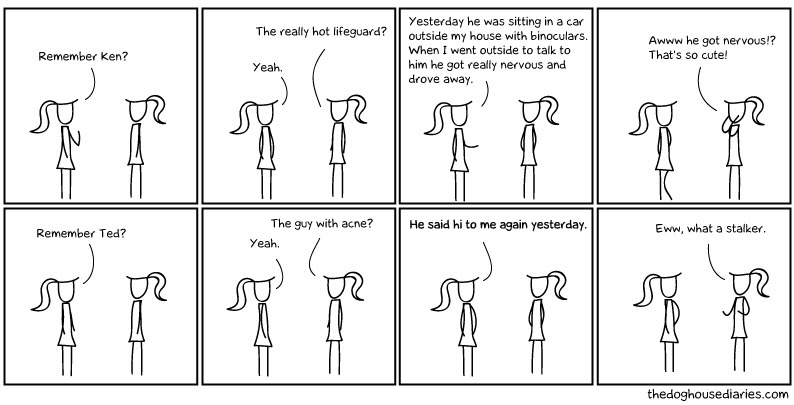 Remember Ken?
The really hot lifeguard?
Yeah.
Yesterday he was sitting in a car
outside my house with binoculars.
When I went outside to talk to
him he got really nervous and
drove away.
Awww he got nervous!?
That's so cute!
Remember Ted?
The guy with acne?
Yeah.
He said hi to me again yesterday.
Eww, what a stalker.
thedoghousediaries.com